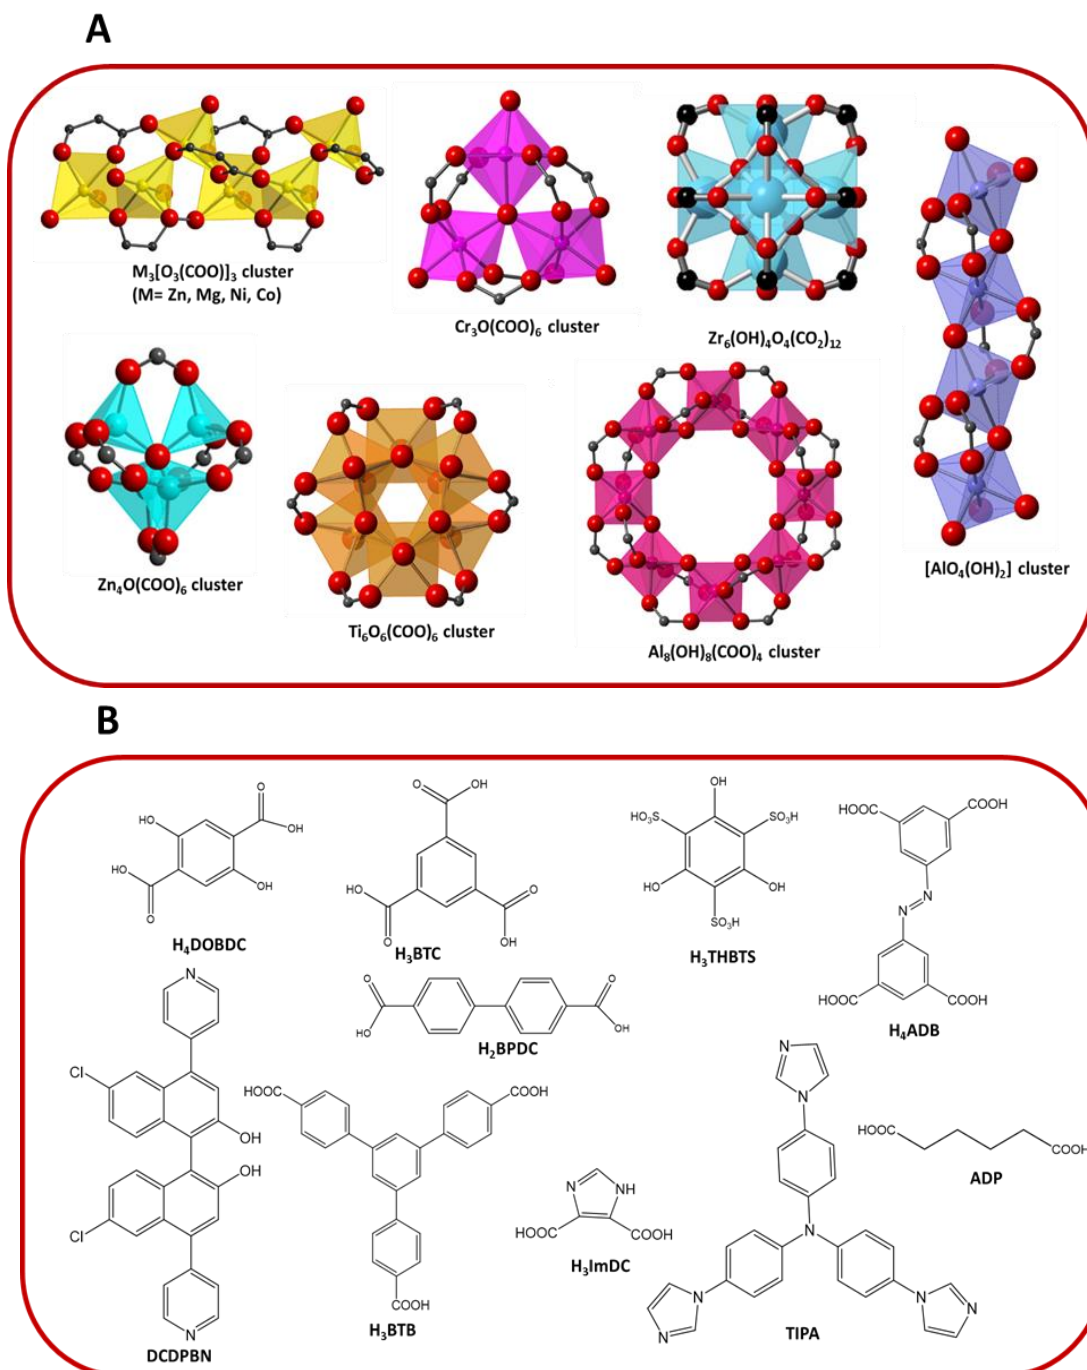 A
M₃[O₃(COO)]₃ cluster
(M= Zn, Mg, Ni, Co)
Cr₃O(COO)₆ cluster
Zr₆(OH)₄O₄(CO₂)₁₂
Zn₄O(COO)₆ cluster
Ti₆O₆(COO)₆ cluster
Al₈(OH)₈(COO)₄ cluster
[AlO₄(OH)₂] cluster
B
O
OH
HO
HO
OH
O
H₄DOBDC
O
OH
HO
O
O
OH
H₃BTC
OH
HO₃S
SO₃H
HO
OH
SO₃H
H₃THBTS
HOOC
COOH
N
N
HOOC
COOH
H₄ADB
O
HO
O
OH
H₂BPDC
N
Cl
OH
OH
Cl
N
DCDPBN
HOOC
COOH
COOH
H₃BTB
N
NH
HOOC
COOH
H₃ImDC
N
N
N
N
N
N
N
TIPA
HOOC
COOH
ADP